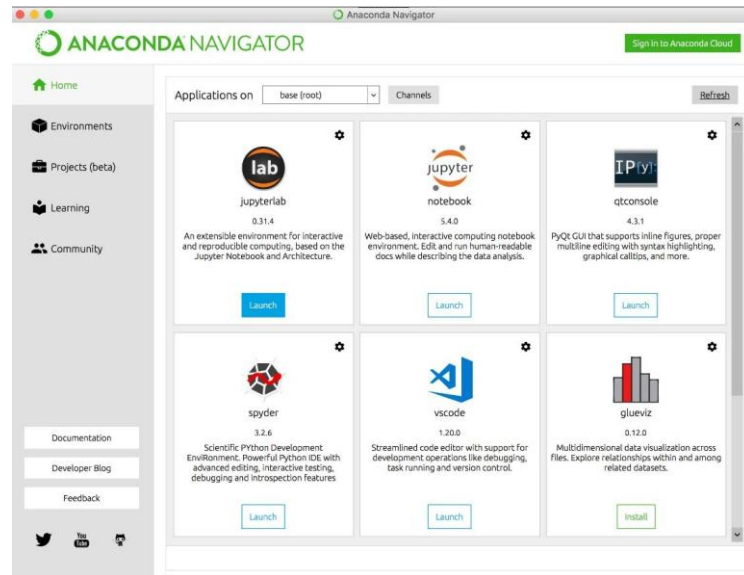 Anaconda Navigator
ANACONDA NAVIGATOR
Sign in to Anaconda Cloud
Home
Environments
Projects (beta)
Learning
Community
Documentation
Developer Blog
Feedback
You
Tube
Applications on
base (root)
Channels
Refresh
lab
jupyterlab
0.31.4
An extensible environment for interactive
and reproducible computing, based on the
Jupyter Notebook and Architecture.
Launch
jupyter
notebook
5.4.0
Web-based, interactive computing notebook
environment. Edit and run human-readable
docs while describing the data analysis.
Launch
IP[y]:
qtconsole
4.3.1
PyQt GUI that supports inline figures, proper
multiline editing with syntax highlighting,
graphical calltips, and more.
Launch
spyder
3.2.6
Scientific PYthon Development
EnviRonment. Powerful Python IDE with
advanced editing, interactive testing,
debugging and introspection features
Launch
vscode
1.20.0
Streamlined code editor with support for
development operations like debugging,
task running and version control.
Launch
glueviz
0.12.0
Multidimensional data visualization across
files. Explore relationships within and among
related datasets.
Install